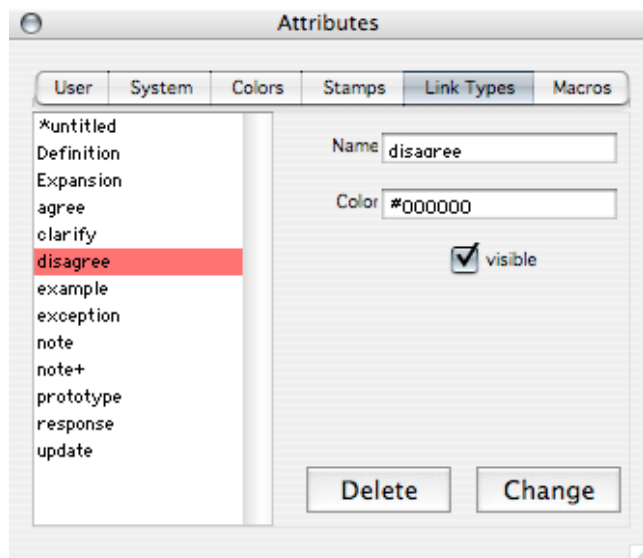 Attributes
User System Colors Stamps Link Types Macros
*untitled
Definition
Expansion
agree
clarify
disagree
example
exception
note
note+
prototype
response
update
Name disagree
Color #000000
visible
Delete Change